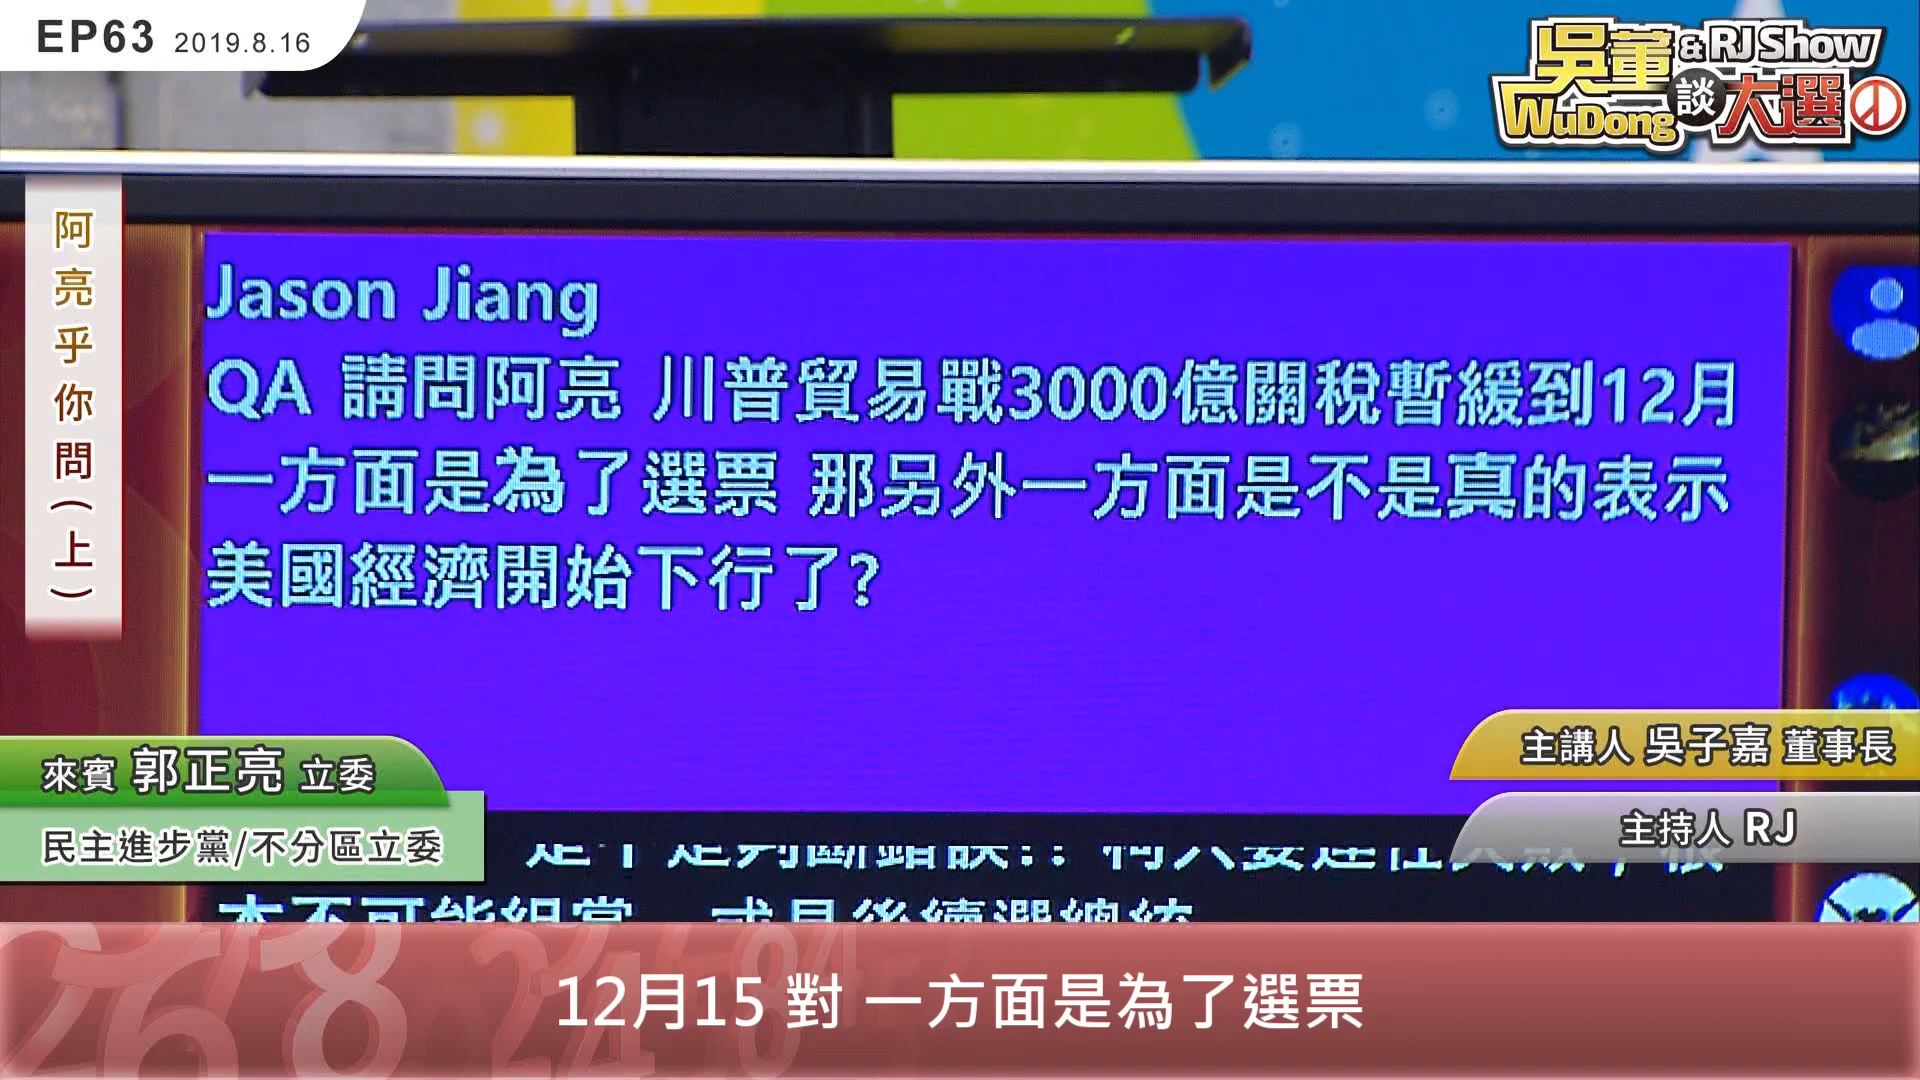 EP63 2019.8.16
吳董 & RJ Show
WuDong 談 大選
阿亮乎你問(上)
Jason Jiang
QA 請問阿亮 川普貿易戰3000億關稅暫緩到12月
一方面是為了選票 那另外一方面是不是真的表示
美國經濟開始下行了?
來賓 郭正亮 立委
民主進步黨/不分區立委
主講人 吳子嘉 董事長
主持人 RJ
12月15 對 一方面是為了選票